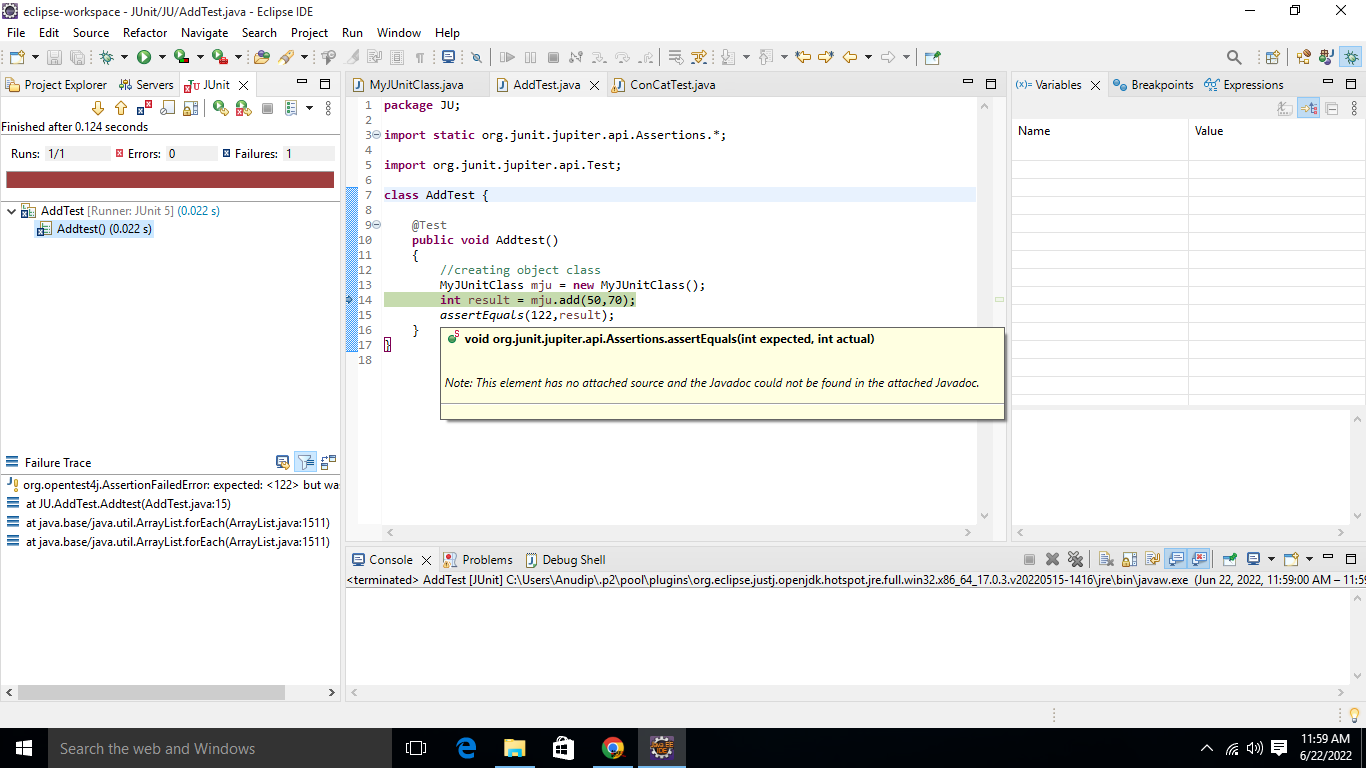 eclipse-workspace - JUnit/JU/AddTest.java - Eclipse IDE
File Edit Source Refactor Navigate Search Project Run Window Help
Project Explorer Servers JUnit
Finished after 0.124 seconds
Runs: 1/1 Errors: 0 Failures: 1
AddTest [Runner: JUnit 5] (0.022 s)
Addtest() (0.022 s)
Failure Trace
org.opentest4j.AssertionFailedError: expected: <122> but wa
at JU.AddTest.Addtest(AddTest.java:15)
at java.base/java.util.ArrayList.forEach(ArrayList.java:1511)
at java.base/java.util.ArrayList.forEach(ArrayList.java:1511)
MyJUnitClass.java AddTest.java ConCatTest.java
1 package JU;
2
3 import static org.junit.jupiter.api.Assertions.*;
4
5 import org.junit.jupiter.api.Test;
6
7 class AddTest {
8
9 @Test
10 public void Addtest()
11 {
12 //creating object class
13 MyJUnitClass mju = new MyJUnitClass();
14 int result = mju.add(50,70);
15 assertEquals(122,result);
16 }
17 }
18
void org.junit.jupiter.api.Assertions.assertEquals(int expected, int actual)
Note: This element has no attached source and the Javadoc could not be found in the attached Javadoc.
Variables Breakpoints Expressions
Name Value
Console Problems Debug Shell
<terminated> AddTest [JUnit] C:\Users\Anudip\.p2\pool\plugins\org.eclipse.justj.openjdk.hotspot.jre.full.win32.x86_64_17.0.3.v20220515-1416\jre\bin\javaw.exe (Jun 22, 2022, 11:59:00 AM – 11:59
Search the web and Windows
11:59 AM
6/22/2022